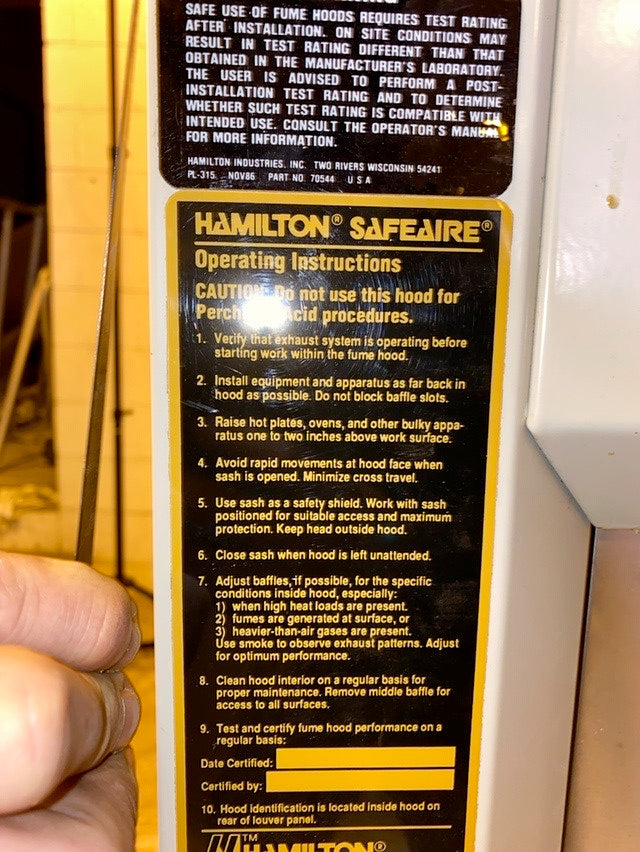 SAFE USE OF FUME HOODS REQUIRES TEST RATING
AFTER INSTALLATION. ON SITE CONDITIONS MAY
RESULT IN TEST RATING DIFFERENT THAN THAT
OBTAINED IN THE MANUFACTURER'S LABORATORY.
THE USER IS ADVISED TO PERFORM A POST-
INSTALLATION TEST RATING AND TO DETERMINE
WHETHER SUCH TEST RATING IS COMPATIBLE WITH
INTENDED USE. CONSULT THE OPERATOR'S MANUAL
FOR MORE INFORMATION.
HAMILTON INDUSTRIES, INC. TWO RIVERS WISCONSIN 54241
PL-315 NOV86 PART NO. 70544 U S A
HAMILTON® SAFEAIRE®
Operating Instructions
CAUTION Do not use this hood for
Acid procedures.
1. Verify that exhaust system is operating before
starting work within the fume hood.
2. Install equipment and apparatus as far back in
hood as possible. Do not block baffle slots.
3. Raise hot plates, ovens, and other bulky appa-
ratus one to two inches above work surface.
4. Avoid rapid movements at hood face when
sash is opened. Minimize cross travel.
5. Use sash as a safety shield. Work with sash
positioned for suitable access and maximum
protection. Keep head outside hood.
6. Close sash when hood is left unattended.
7. Adjust baffles, if possible, for the specific
conditions inside hood, especially:
1) when high heat loads are present.
2) fumes are generated at surface, or
3) heavier-than-air gases are present.
Use smoke to observe exhaust patterns. Adjust
for optimum performance.
8. Clean hood interior on a regular basis for
proper maintenance. Remove middle baffle for
access to all surfaces.
9. Test and certify fume hood performance on a
regular basis:
Date Certified:
Certified by:
10. Hood identification is located inside hood on
rear of louver panel.
™ HAMILTON®